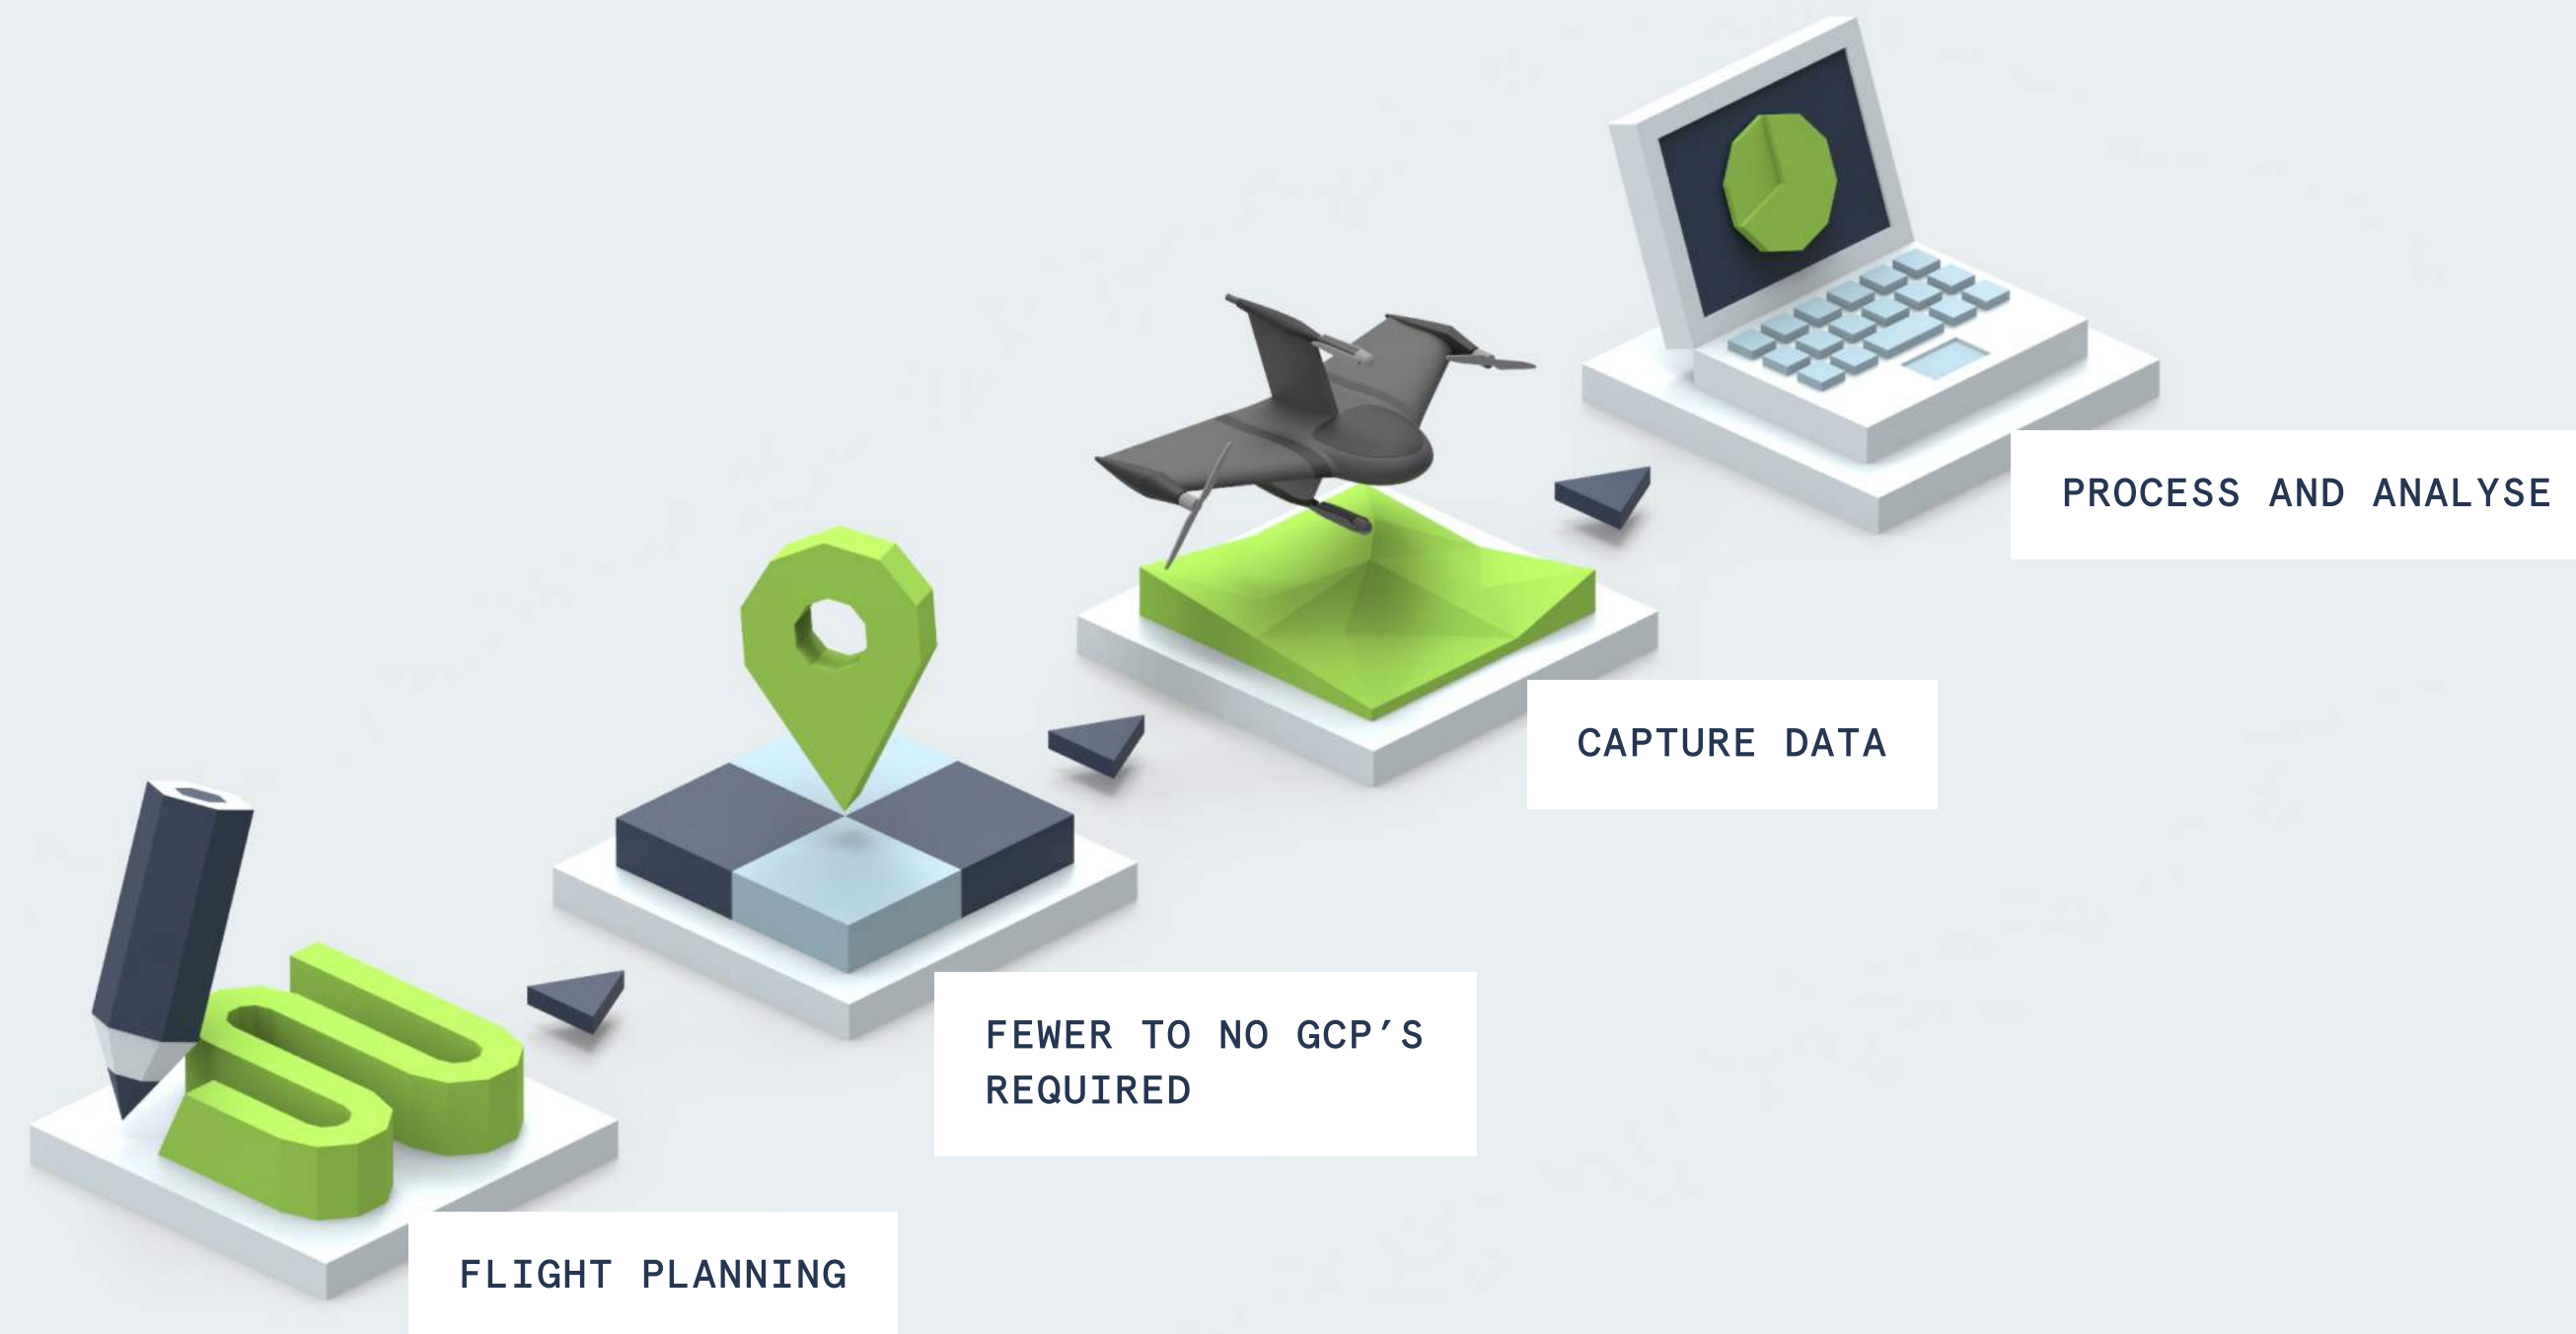 FLIGHT PLANNING
FEWER TO NO GCP’S
REQUIRED
CAPTURE DATA
PROCESS AND ANALYSE